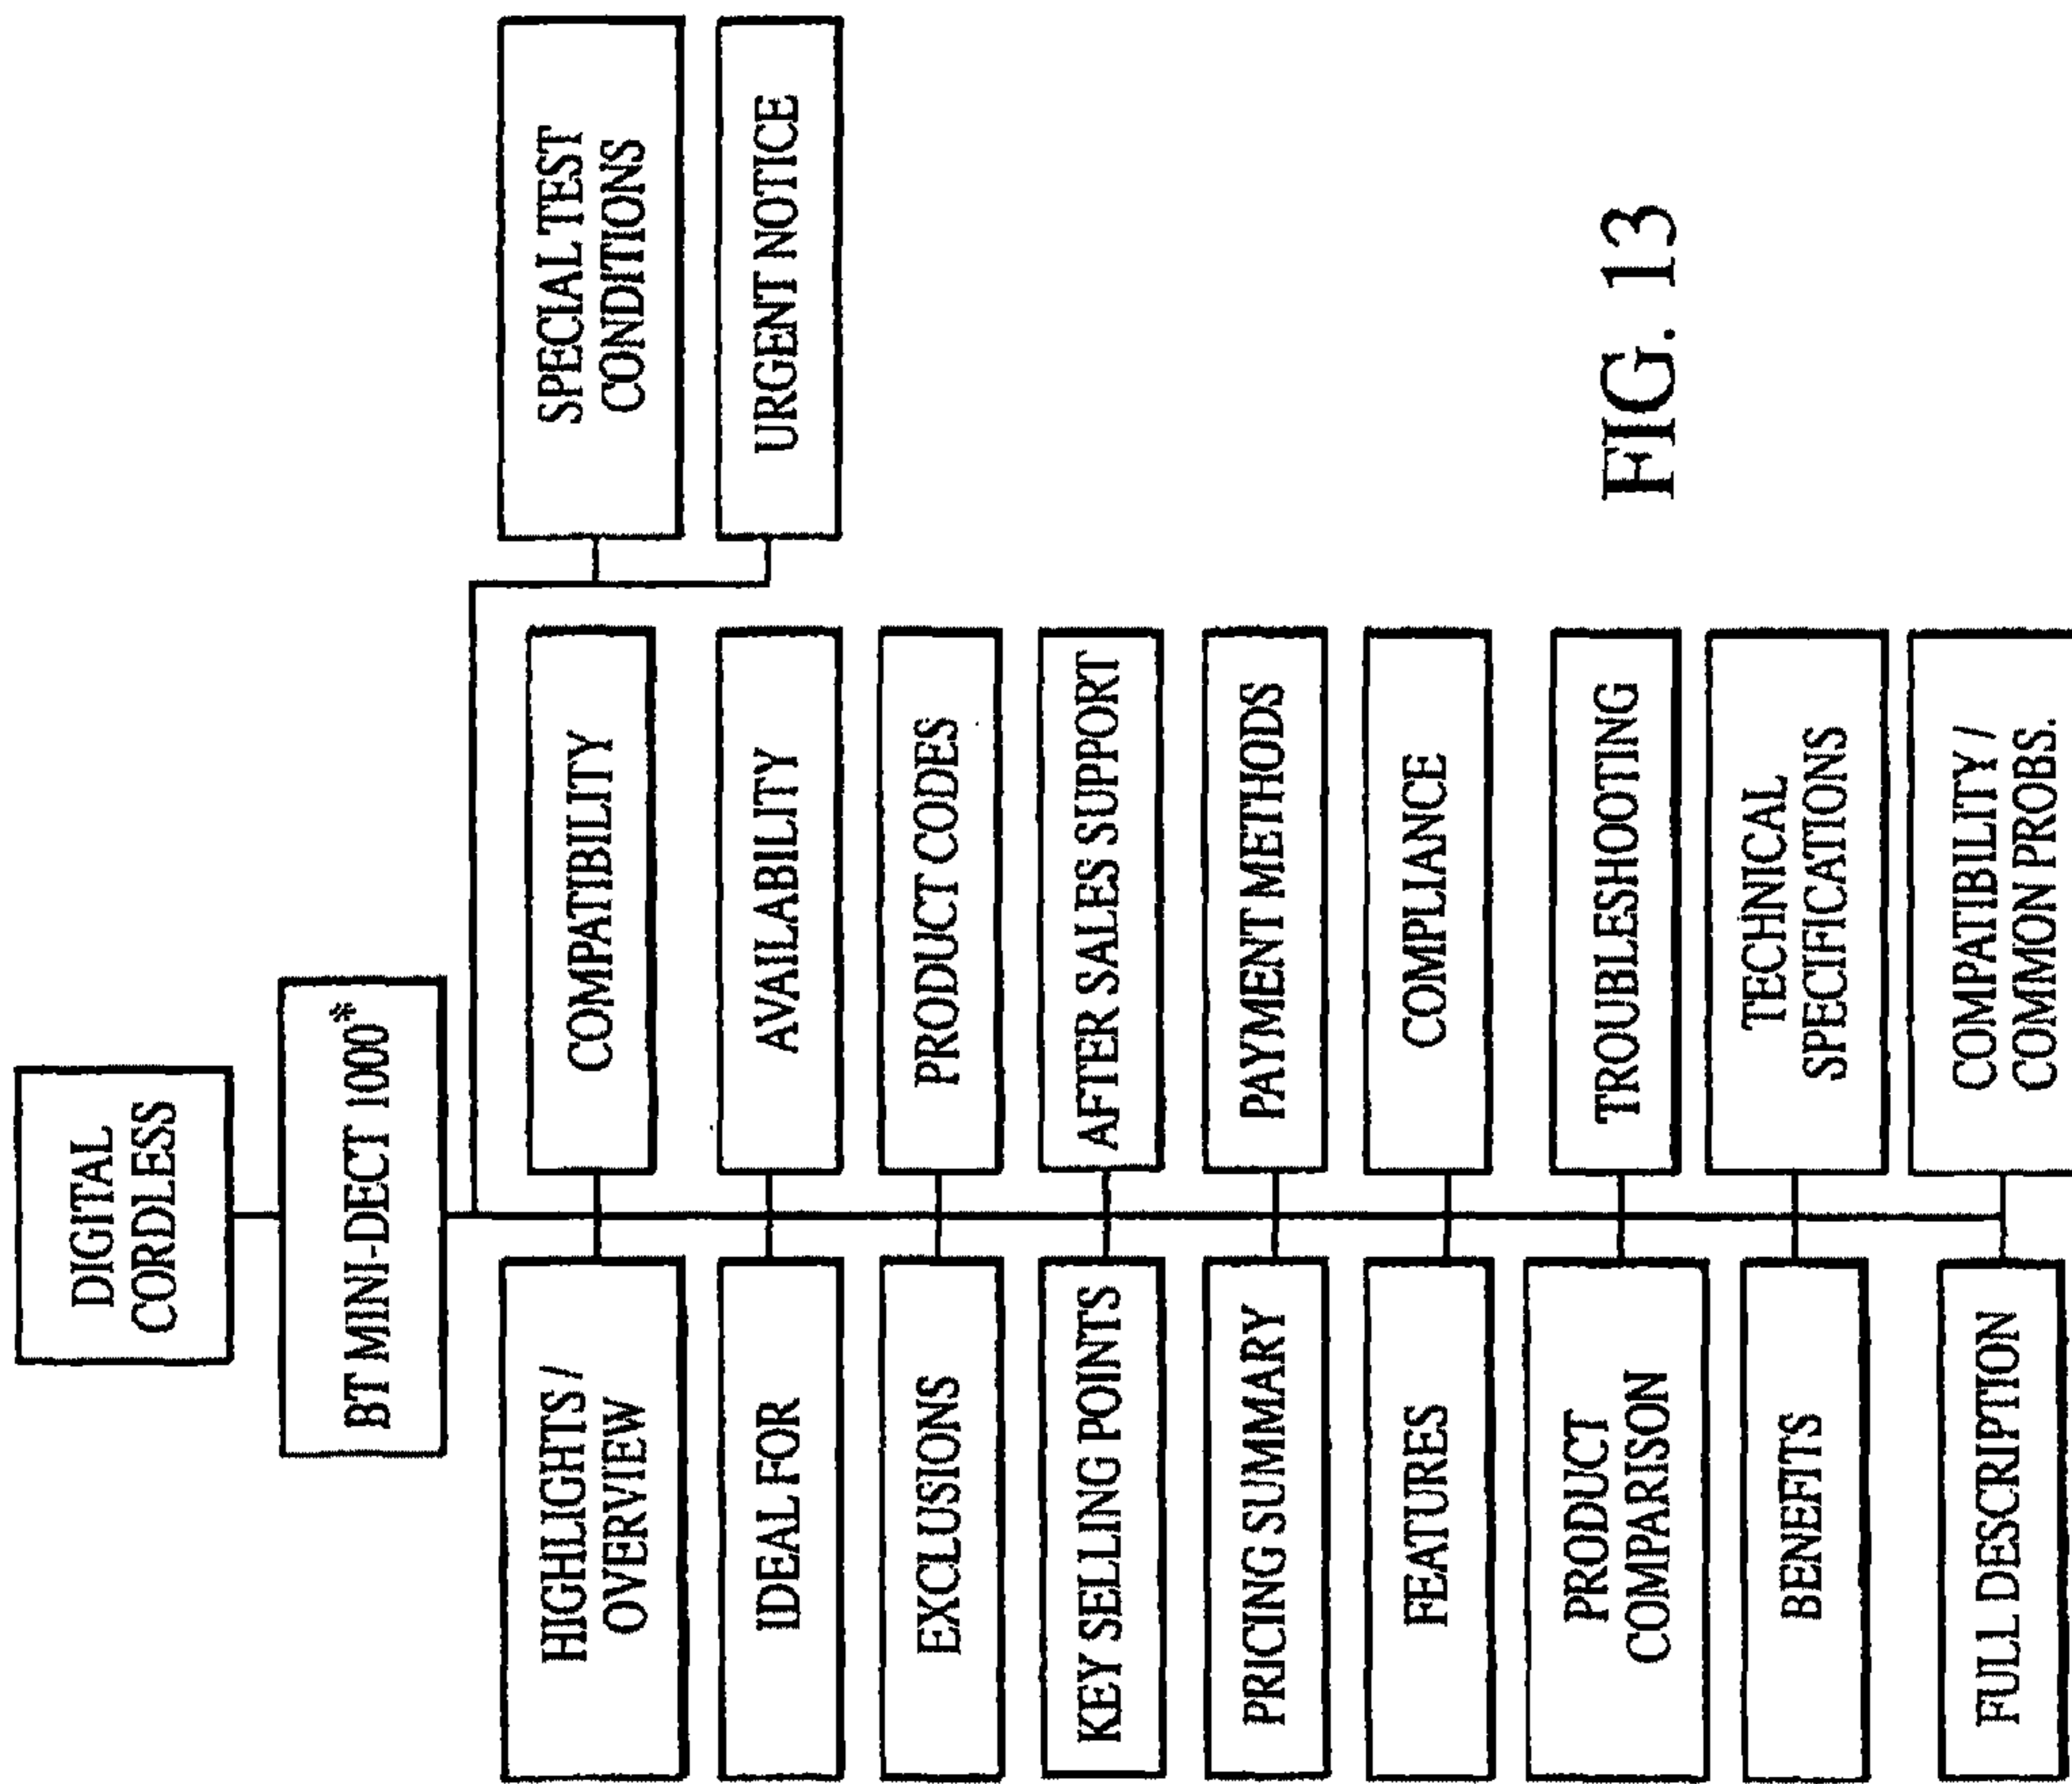 DIGITAL
CORDLESS
BT MINI-DECT 1000*
HIGHLIGHTS /
OVERVIEW
COMPATIBILITY
SPECIAL TEST
CONDITIONS
IDEAL FOR
AVAILABILITY
URGENT NOTICE
EXCLUSIONS
PRODUCT CODES
KEY SELLING POINTS
AFTER SALES SUPPORT
PRICING SUMMARY
PAYMENT METHODS
FEATURES
COMPLIANCE
PRODUCT
COMPARISON
TROUBLESHOOTING
BENEFITS
TECHNICAL
SPECIFICATIONS
FULL DESCRIPTION
COMPATIBILITY /
COMMON PROBS.
FIG. 13